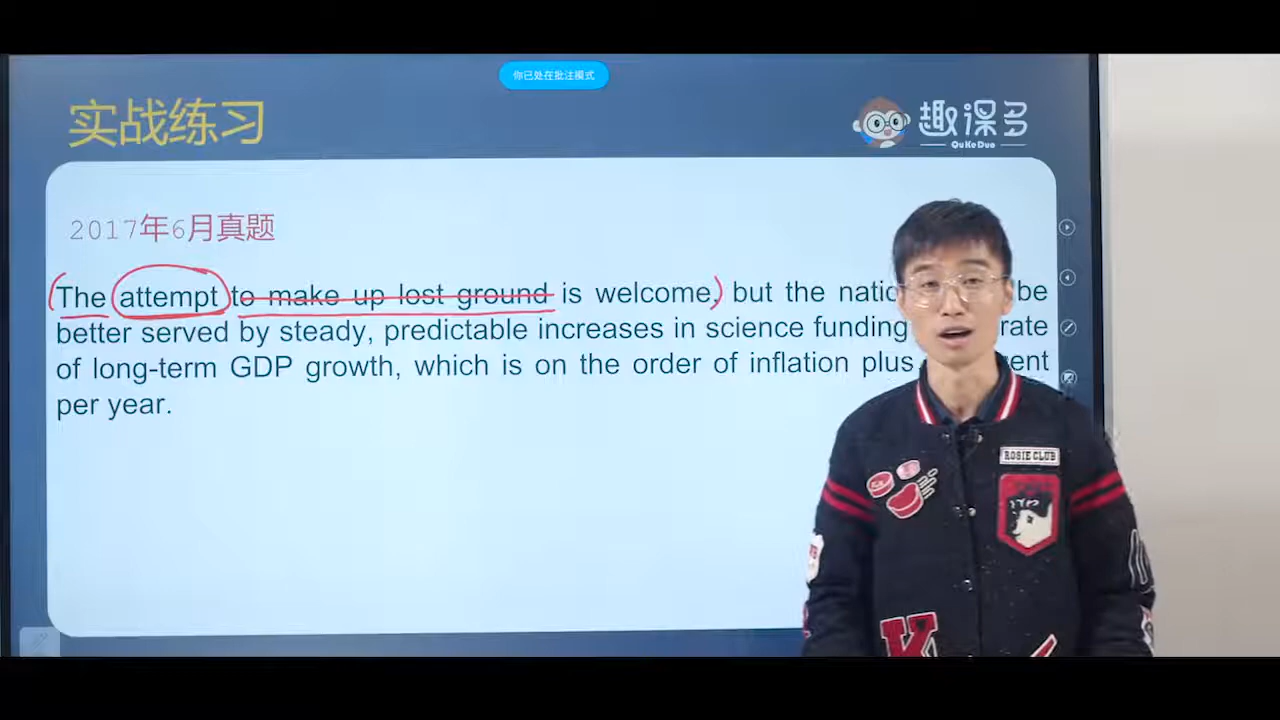 你已处在批注模式
实战练习
趣课多
QuKeDuo
2017年6月真题
The attempt to make up lost ground is welcome, but the be
better served by steady, predictable increases in science funding rate
of long-term GDP growth, which is on the order of inflation plus
per year.
ROSIE CLUB
K